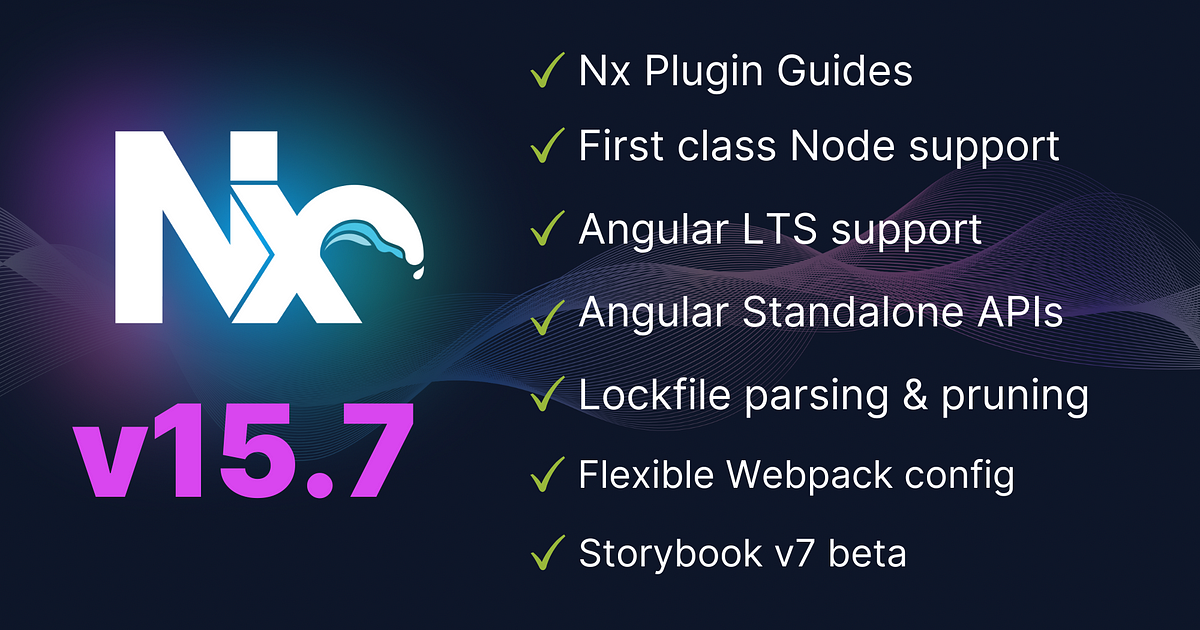 Nx
v15.7
Nx Plugin Guides
First class Node support
Angular LTS support
Angular Standalone APIs
Lockfile parsing & pruning
Flexible Webpack config
Storybook v7 beta